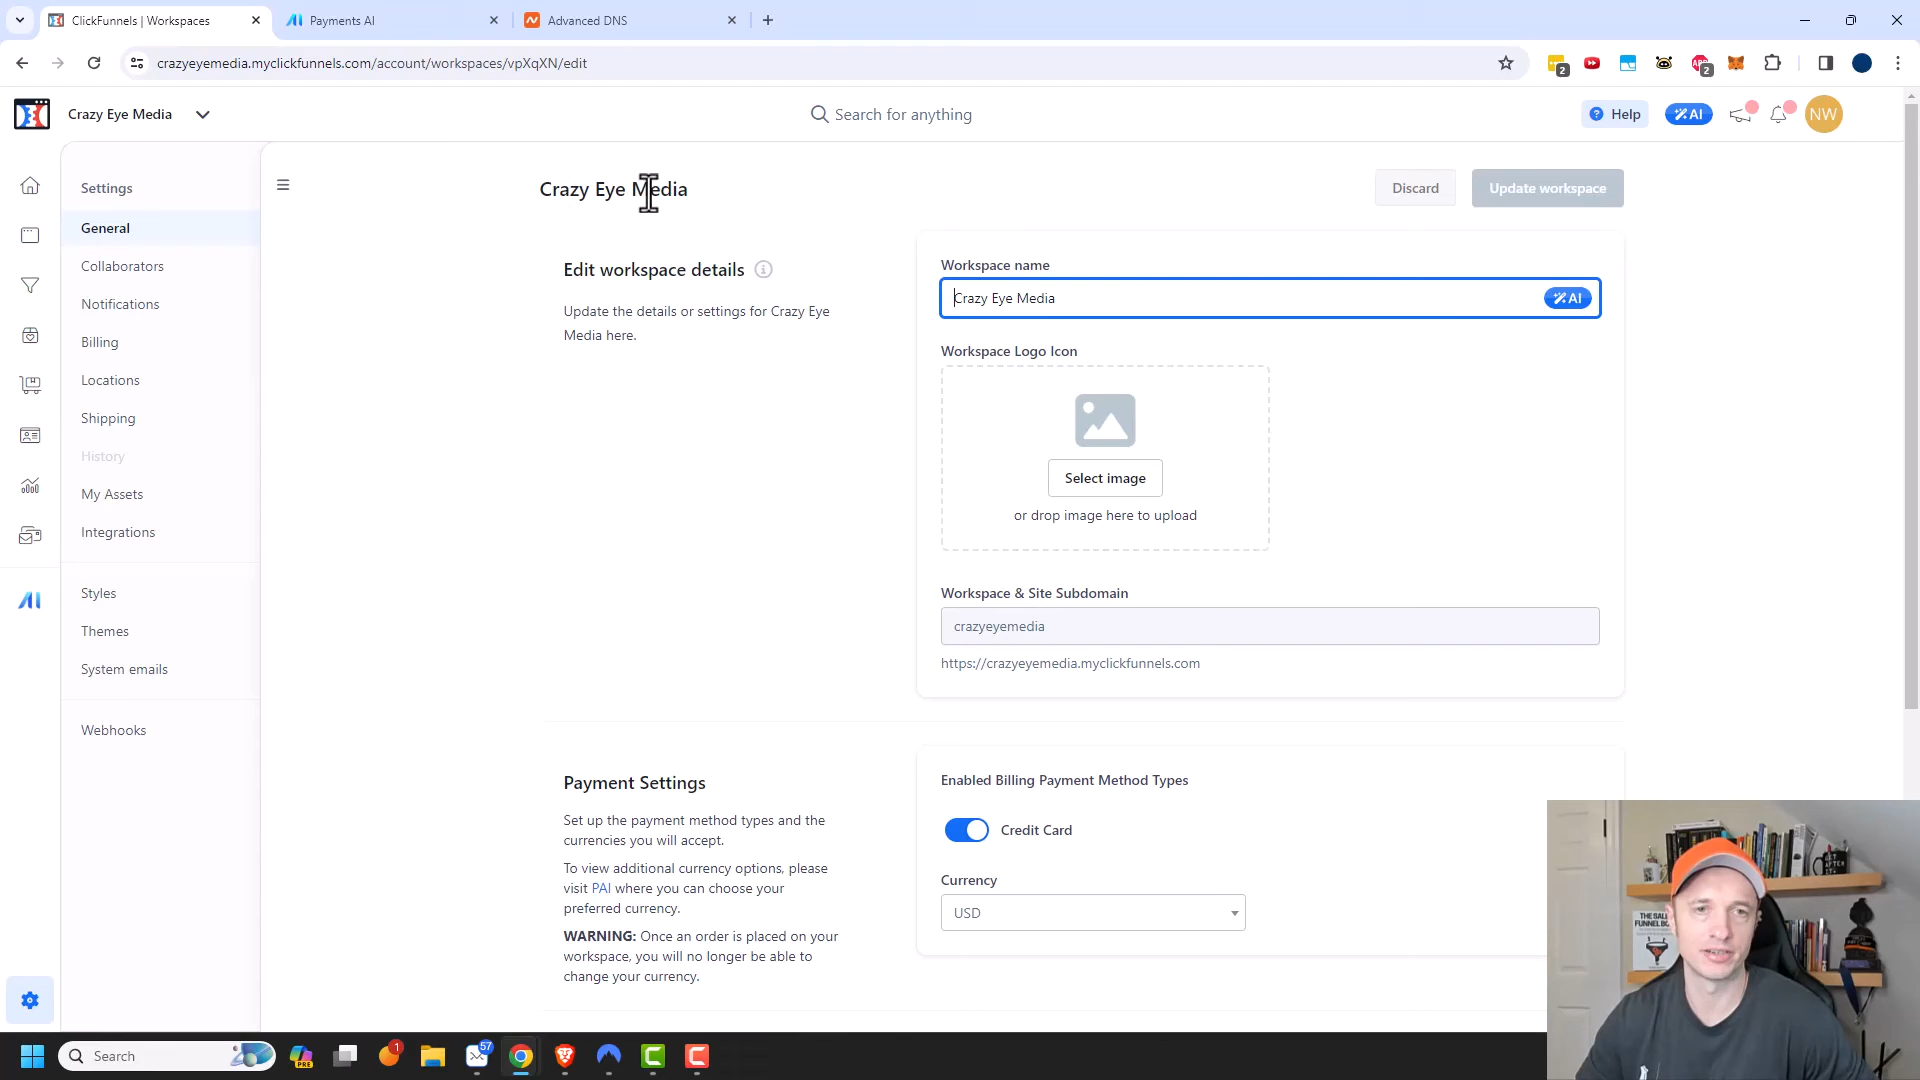 ClickFunnels | Workspaces
Payments AI
Advanced DNS
crazyeyemedia.myclickfunnels.com/account/workspaces/vpXqXN/edit
2
2
Crazy Eye Media
Search for anything
Help
AI
NW
Settings
General
Collaborators
Notifications
Billing
Locations
Shipping
History
My Assets
Integrations
Styles
Themes
System emails
Webhooks
Crazy Eye Media
Discard
Update workspace
Edit workspace details
Update the details or settings for Crazy Eye
Media here.
Workspace name
Crazy Eye Media
AI
Workspace Logo Icon
Select image
or drop image here to upload
Workspace & Site Subdomain
crazyeyemedia
https://crazyeyemedia.myclickfunnels.com
Payment Settings
Set up the payment method types and the
currencies you will accept.
To view additional currency options, please
visit PAI where you can choose your
preferred currency.
WARNING: Once an order is placed on your
workspace, you will no longer be able to
change your currency.
Enabled Billing Payment Method Types
Credit Card
Currency
USD
Search
PRE
1
57